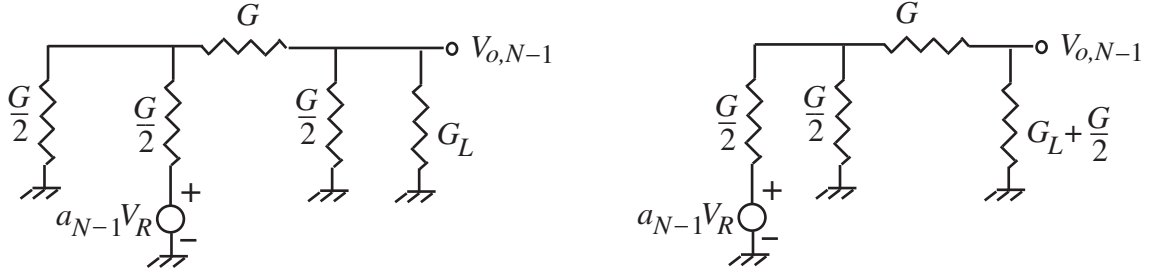 G
V_{o,N-1}
G/2
G/2
G/2
G_L
a_{N-1}V_R
+
−
G
V_{o,N-1}
G/2
G/2
G_L + G/2
a_{N-1}V_R
+
−